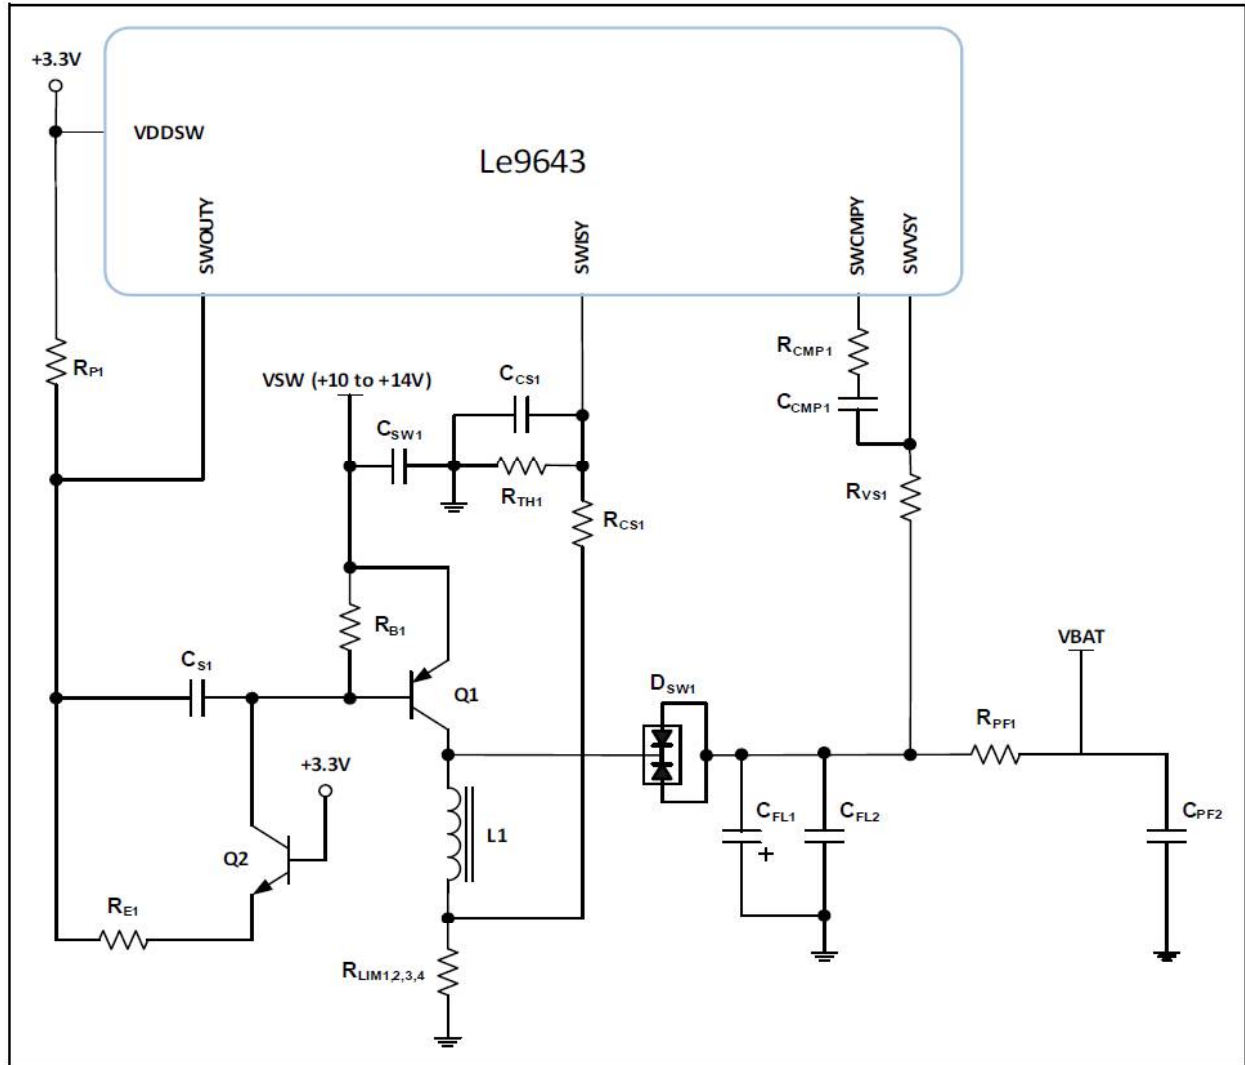 +3.3V
VDDSW
Le9643
SWOUTY
SWISY
SWCMPY
SWVSY
RP1
RCMP1
VSW (+10 to +14V)
CCS1
CCMP1
CSW1
RTH1
RVS1
RCS1
RB1
VBAT
CS1
Q1
DSW1
RPF1
+3.3V
CFL1
CFL2
CPF2
L1
Q2
+
RE1
RLIM1,2,3,4